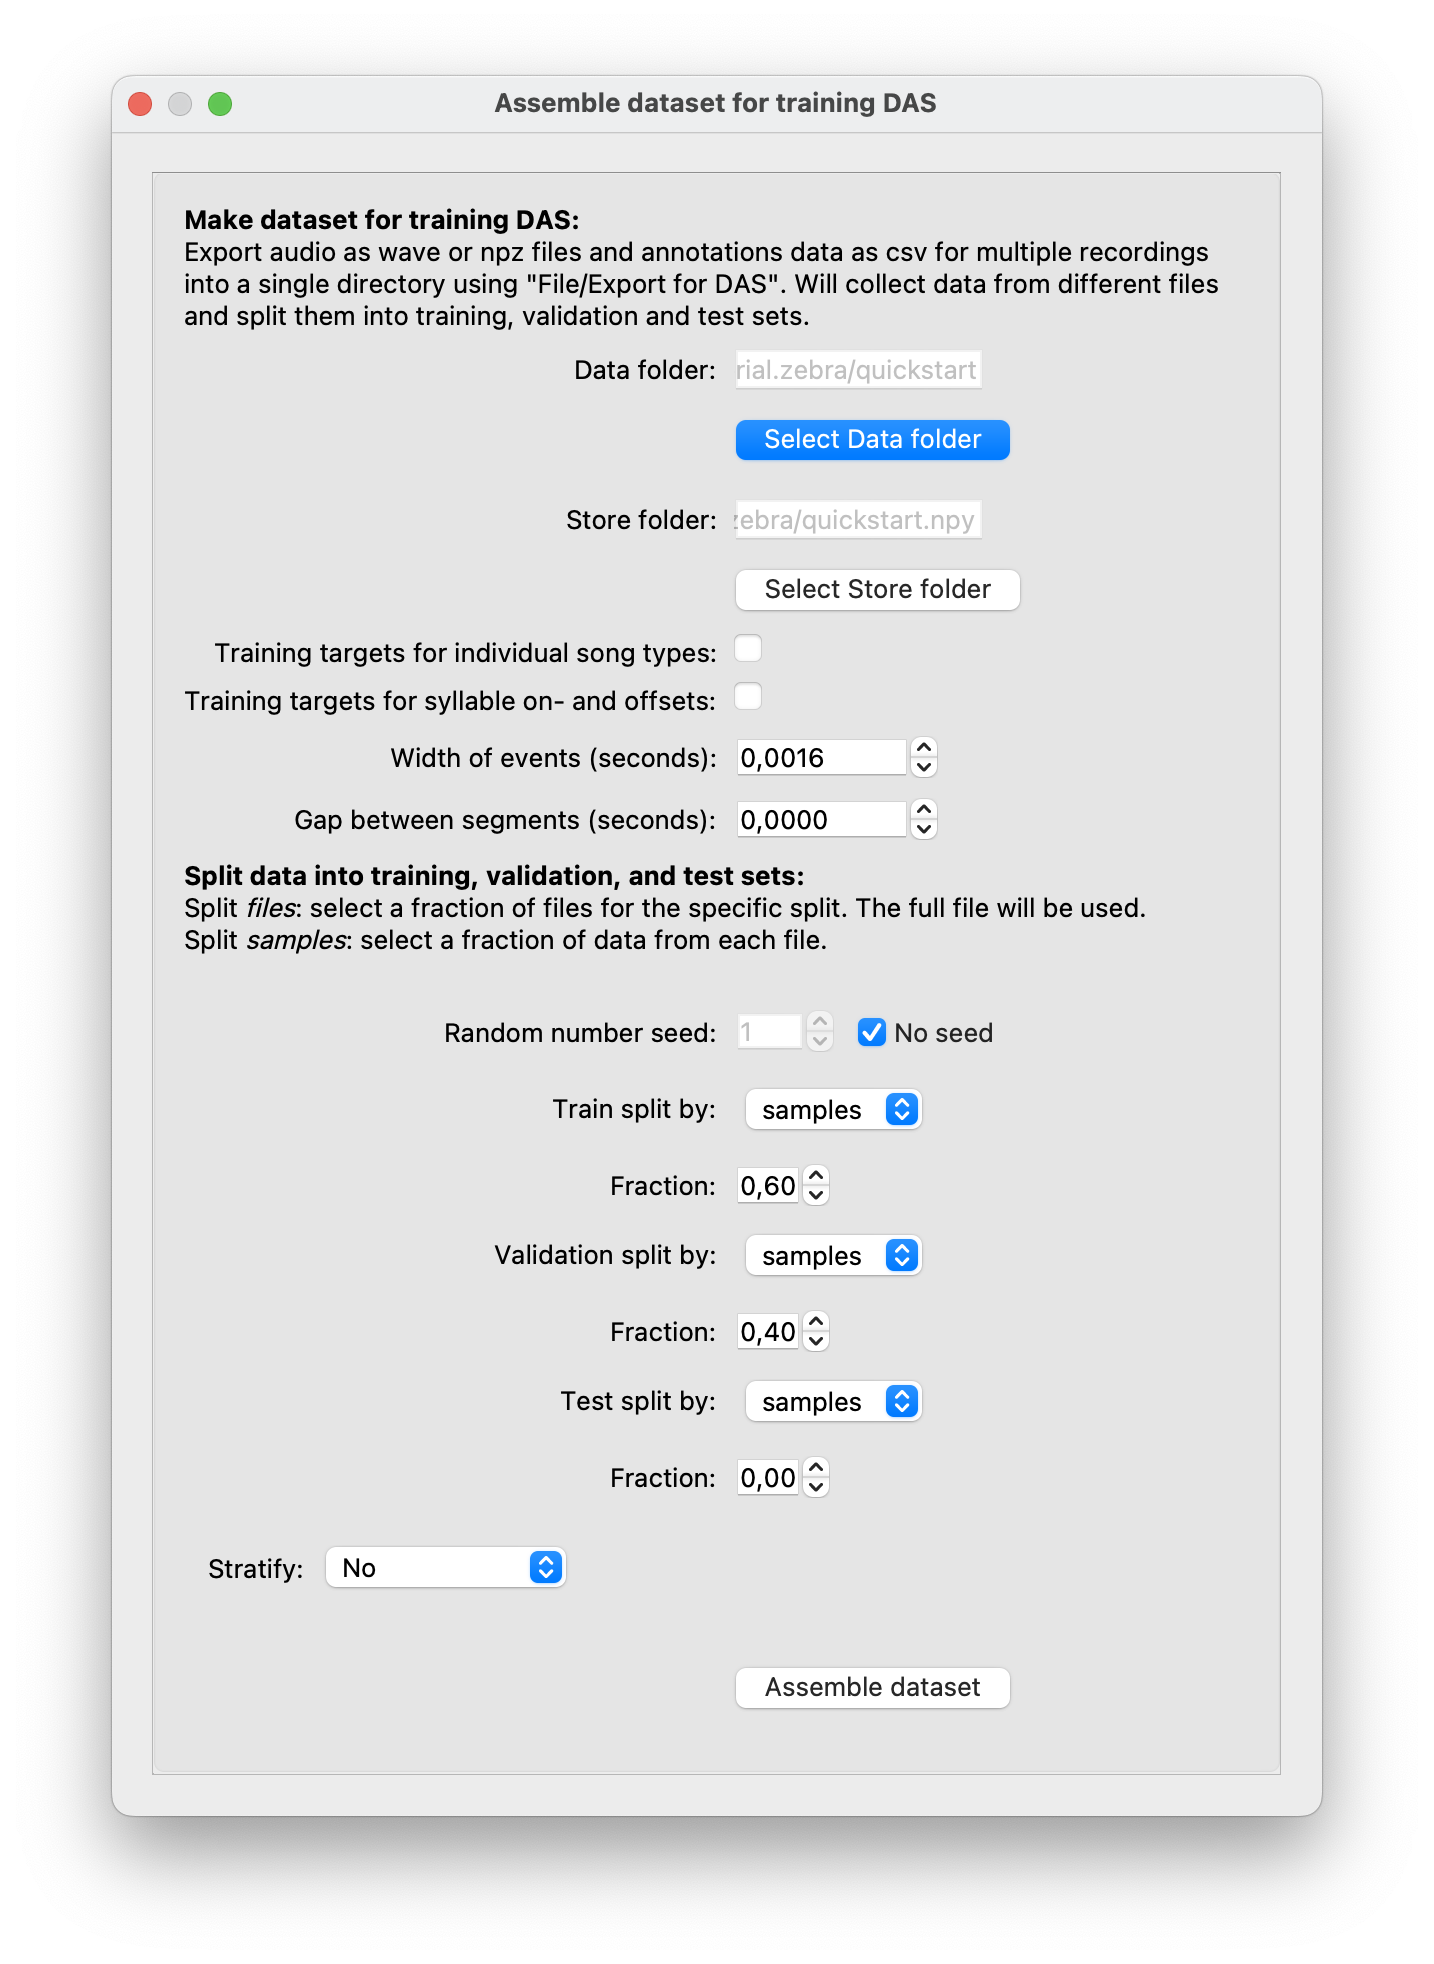 Assemble dataset for training DAS
Make dataset for training DAS:
Export audio as wave or npz files and annotations data as csv for multiple recordings
into a single directory using "File/Export for DAS". Will collect data from different files
and split them into training, validation and test sets.
Data folder: rial.zebra/quickstart
Select Data folder
Store folder: zebra/quickstart.npy
Select Store folder
Training targets for individual song types:
Training targets for syllable on- and offsets:
Width of events (seconds): 0,0016
Gap between segments (seconds): 0,0000
Split data into training, validation, and test sets:
Split files: select a fraction of files for the specific split. The full file will be used.
Split samples: select a fraction of data from each file.
Random number seed: 1 No seed
Train split by: samples
Fraction: 0,60
Validation split by: samples
Fraction: 0,40
Test split by: samples
Fraction: 0,00
Stratify: No
Assemble dataset